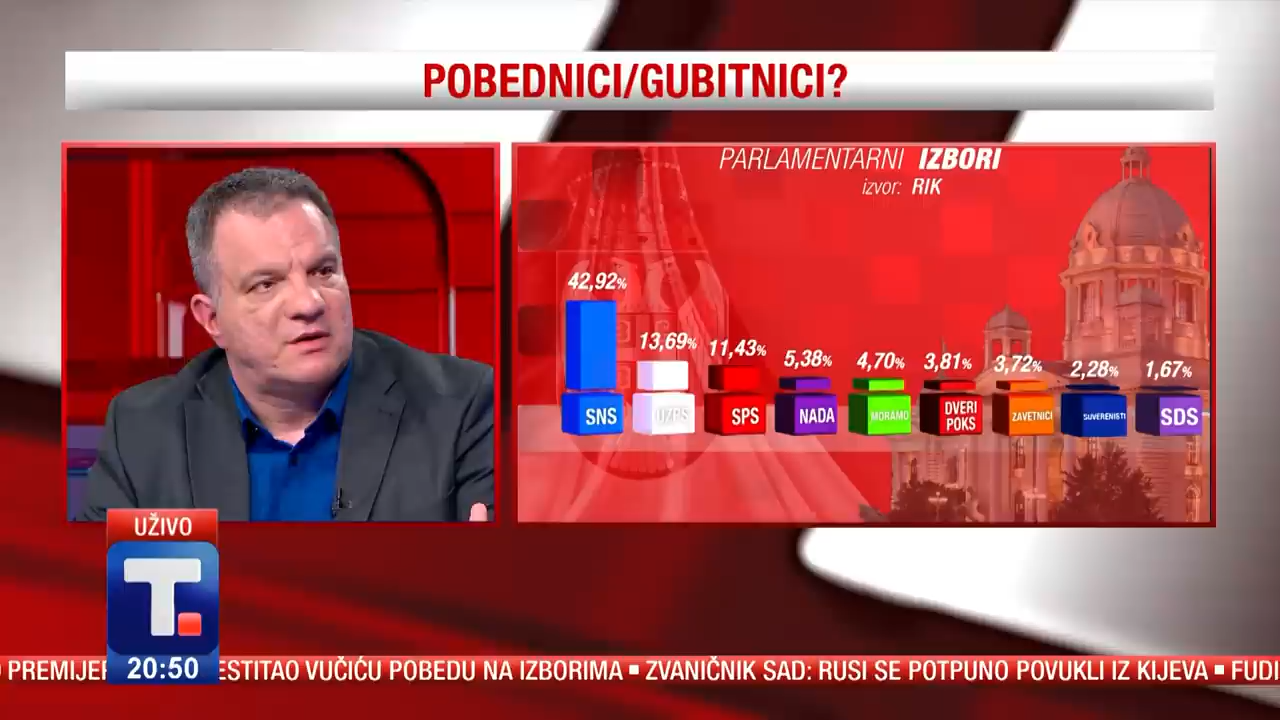 POBEDNICI/GUBITNICI?
PARLAMENTARNI IZBORI
izvor: RIK
42,92%
13,69%
11,43%
5,38%
4,70%
3,81%
3,72%
2,28%
1,67%
SNS
UZPS
SPS
NADA
MORAMO
DVERI
POKS
ZAVETNICI
SUVERENISTI
SDS
UŽIVO
T.
20:50
PREMIJER ESTITAO VUČIĆU POBEDU NA IZBORIMA ▪ ZVANIČNIK SAD: RUSI SE POTPUNO POVUKLI IZ KIJEVA ▪ FUDI